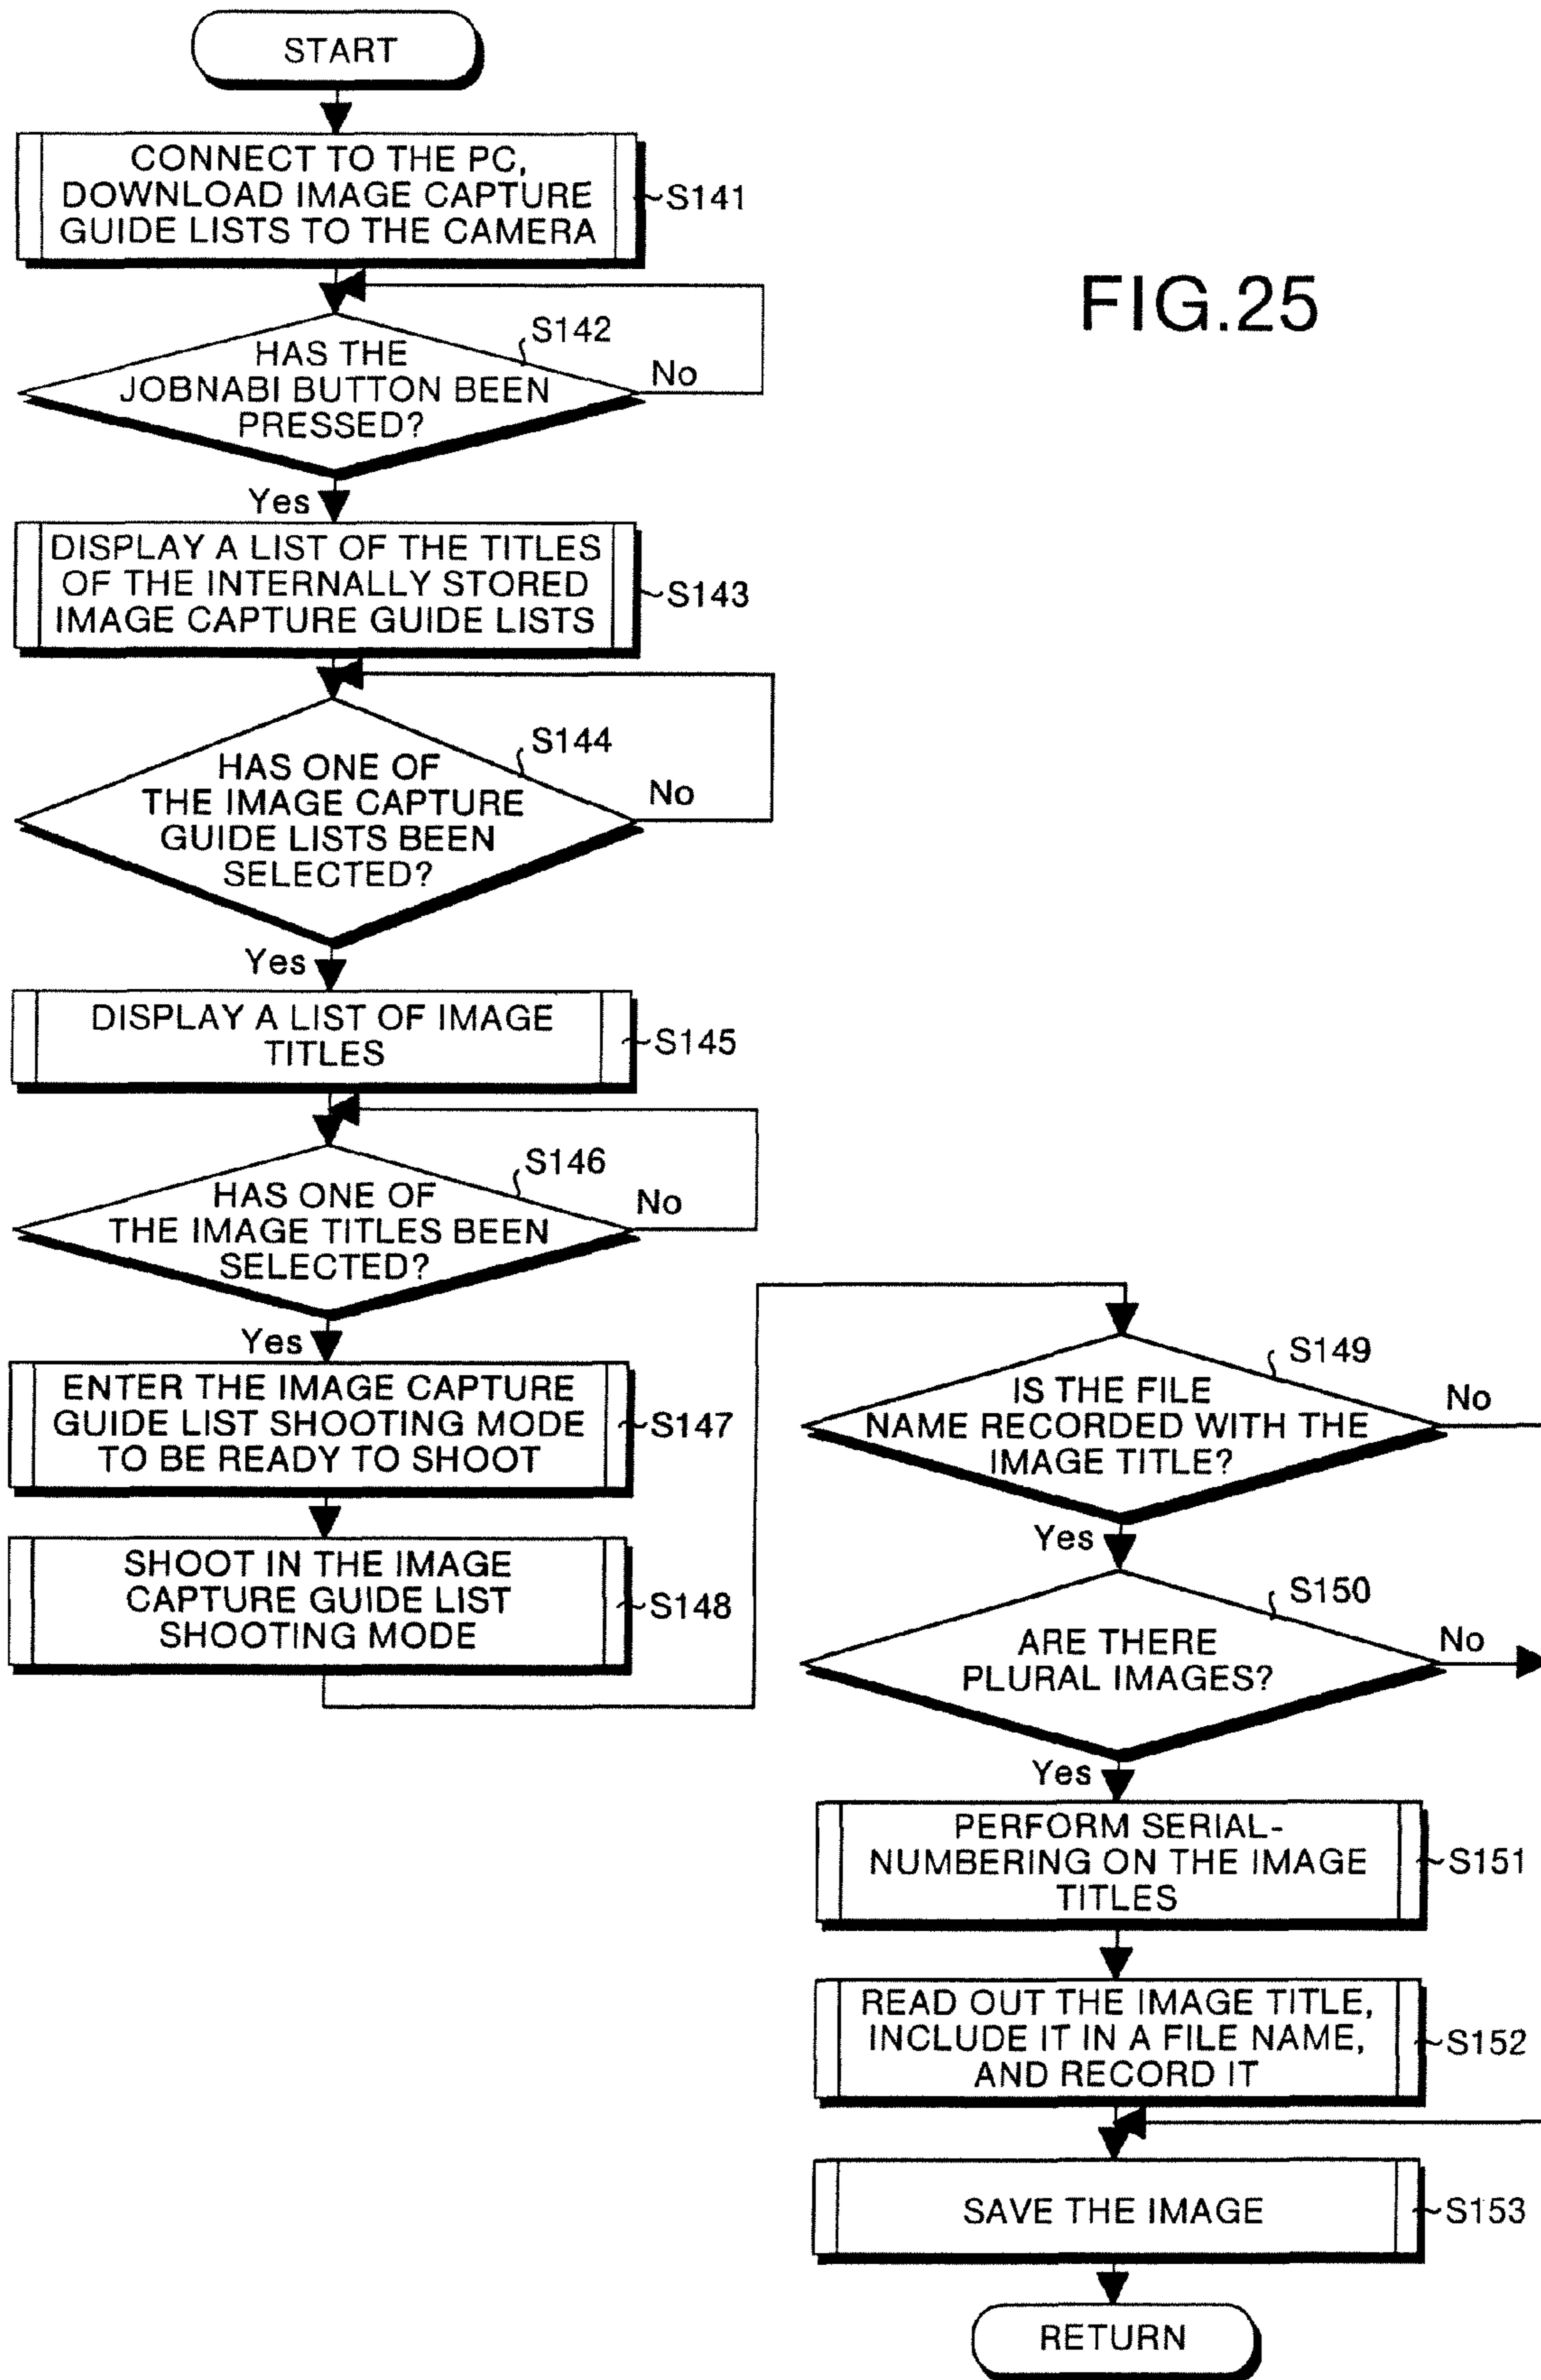 START
CONNECT TO THE PC,
DOWNLOAD IMAGE CAPTURE
GUIDE LISTS TO THE CAMERA
S141
FIG.25
S142
HAS THE
JOBNABI BUTTON BEEN
PRESSED?
No
Yes
DISPLAY A LIST OF THE TITLES
OF THE INTERNALLY STORED
IMAGE CAPTURE GUIDE LISTS
S143
S144
HAS ONE OF
THE IMAGE CAPTURE
GUIDE LISTS BEEN
SELECTED?
No
Yes
DISPLAY A LIST OF IMAGE
TITLES
S145
S146
HAS ONE OF
THE IMAGE TITLES BEEN
SELECTED?
No
Yes
ENTER THE IMAGE CAPTURE
GUIDE LIST SHOOTING MODE
TO BE READY TO SHOOT
S147
SHOOT IN THE IMAGE
CAPTURE GUIDE LIST
SHOOTING MODE
S148
S149
IS THE FILE
NAME RECORDED WITH THE
IMAGE TITLE?
No
Yes
S150
ARE THERE
PLURAL IMAGES?
No
Yes
PERFORM SERIAL-
NUMBERING ON THE IMAGE
TITLES
S151
READ OUT THE IMAGE TITLE,
INCLUDE IT IN A FILE NAME,
AND RECORD IT
S152
SAVE THE IMAGE
S153
RETURN